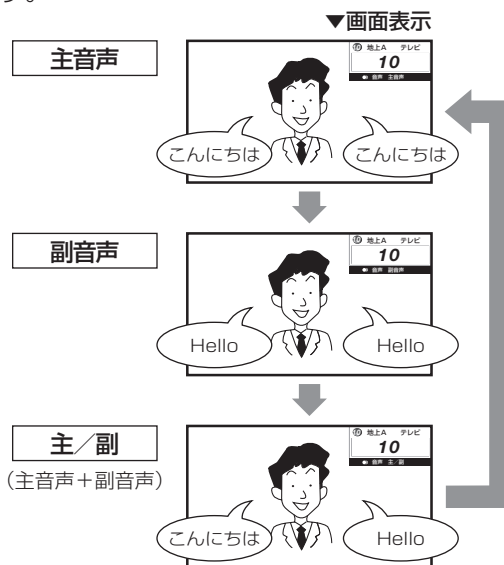 す。
▼画面表示
主音声
地上A テレビ
10
音声 主音声
こんにちは こんにちは
副音声
地上A テレビ
10
音声 副音声
Hello Hello
主／副
(主音声＋副音声)
地上A テレビ
10
音声 主／副
こんにちは Hello